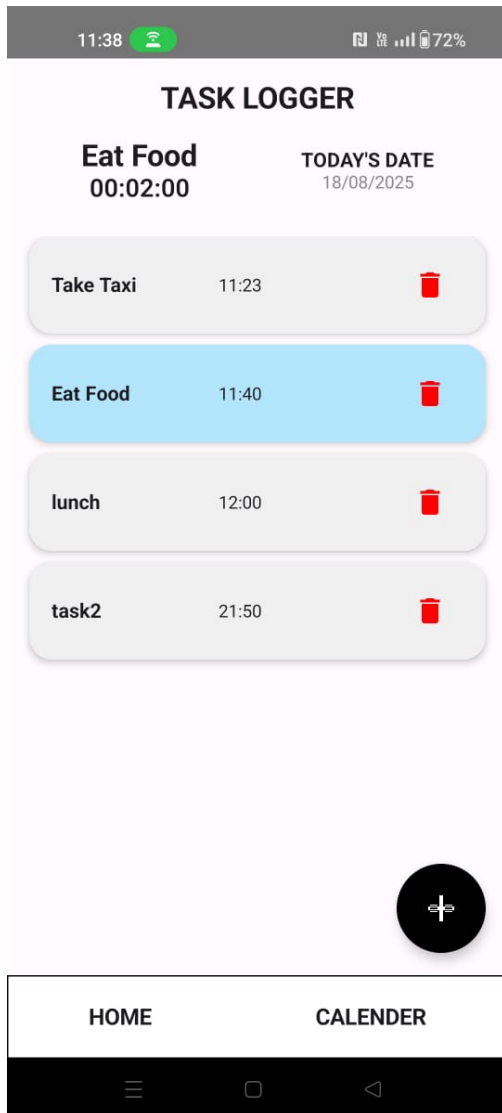 11:38 72%
TASK LOGGER
Eat Food
00:02:00
TODAY'S DATE
18/08/2025
Take Taxi 11:23
Eat Food 11:40
lunch 12:00
task2 21:50
HOME CALENDER